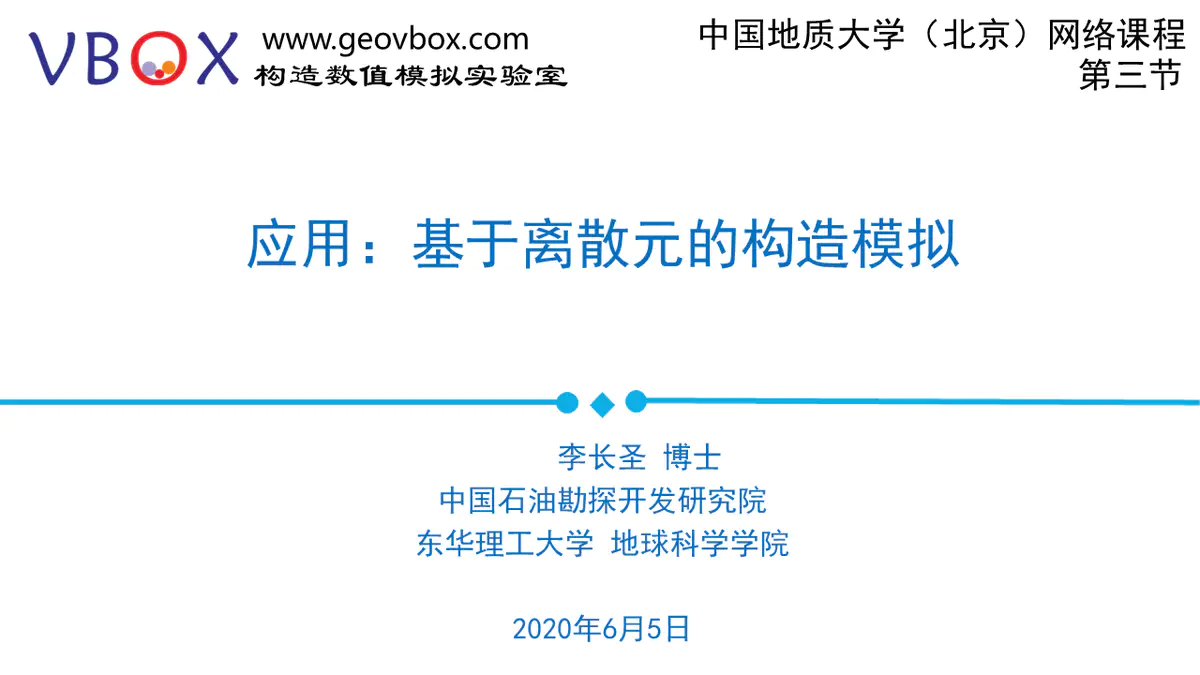 VBOX www.geovbox.com
构造数值模拟实验室
中国地质大学（北京）网络课程
第三节
应用：基于离散元的构造模拟
李长圣 博士
中国石油勘探开发研究院
东华理工大学 地球科学学院
2020年6月5日